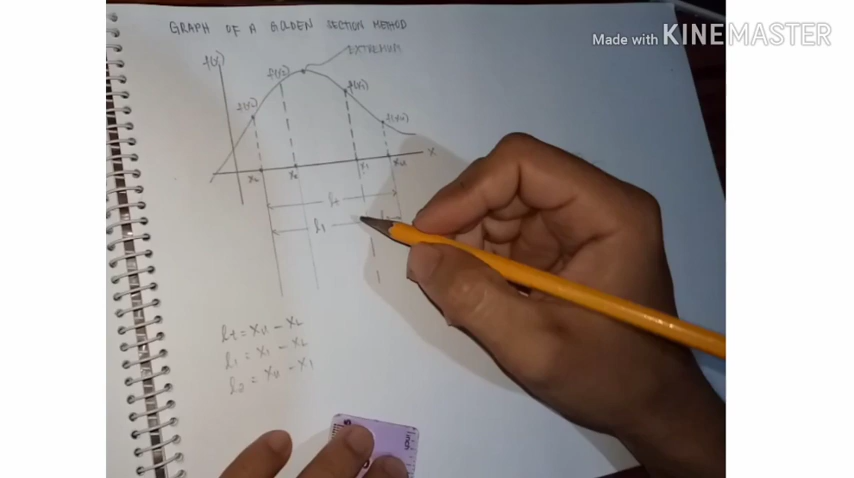 GRAPH OF A GOLDEN SECTION METHOD
Made with KINEMASTER
EXTREMUM
f(x)
f(x2)
f(x1)
f(xL)
f(xu)
xL x2 x1 xu x
lt
l1
lt = xu - xL
l1 = x1 - xL
l2 = xu - x1
inch